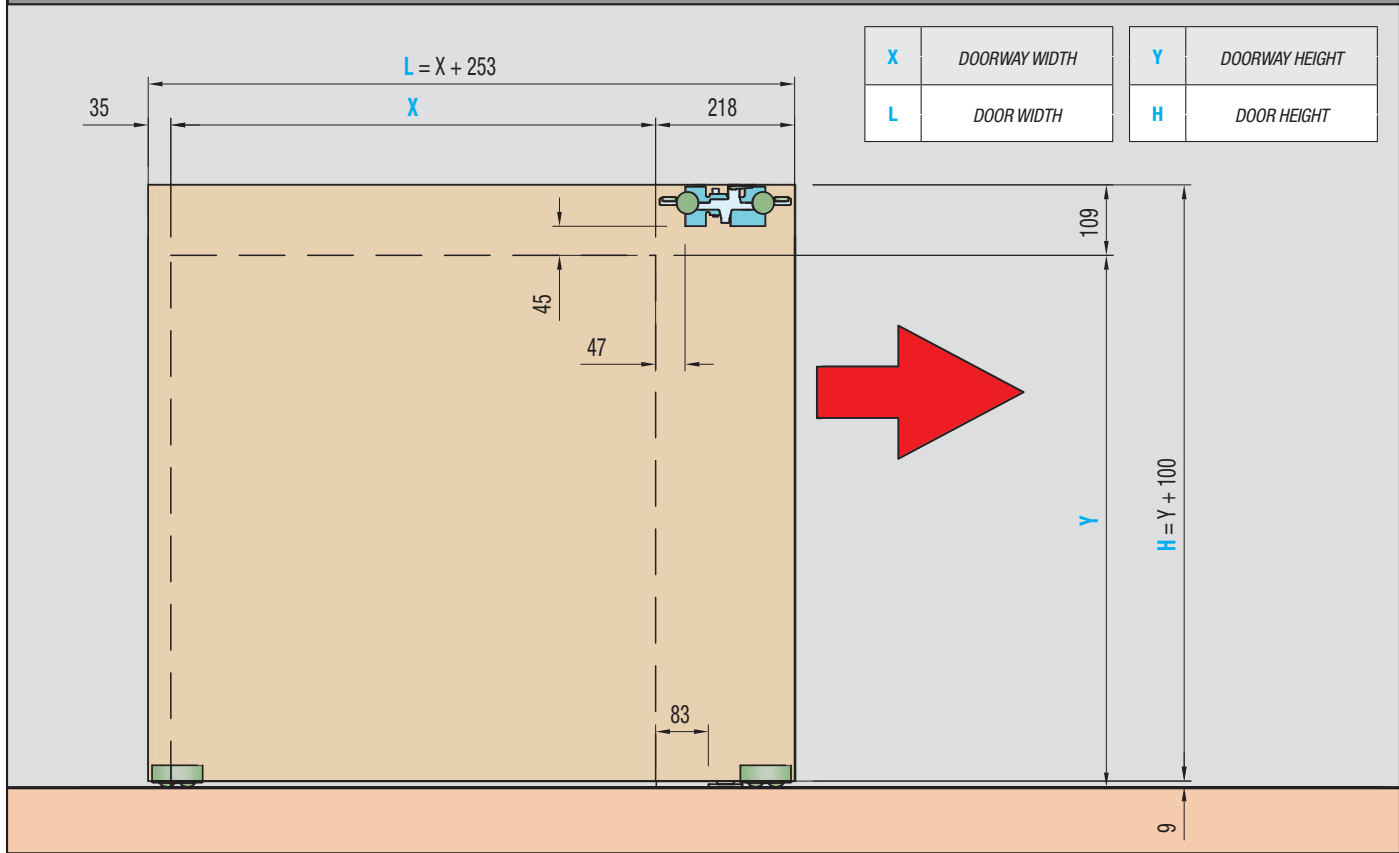 L = X + 253
35
X
218
X DOORWAY WIDTH
L DOOR WIDTH
Y DOORWAY HEIGHT
H DOOR HEIGHT
109
45
47
Y
H = Y + 100
83
9